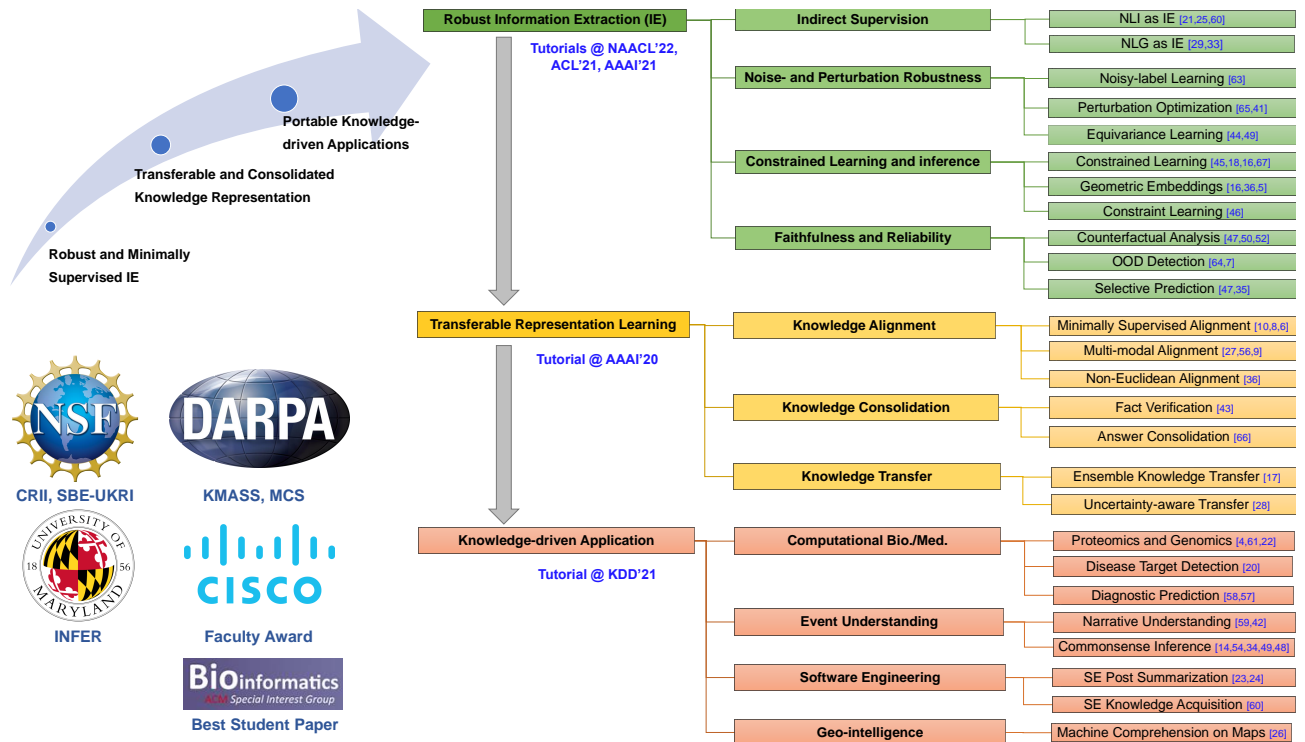 Portable Knowledge-
driven Applications
Transferable and Consolidated
Knowledge Representation
Robust and Minimally
Supervised IE
NSF
CRII, SBE-UKRI
DARPA
KMASS, MCS
UNIVERSITY OF
18 56
MARYLAND
INFER
CISCO
Faculty Award
Bioinformatics
ACM Special Interest Group
Best Student Paper
Robust Information Extraction (IE)
Tutorials @ NAACL'22,
ACL'21, AAAI'21
Indirect Supervision
NLI as IE [21,25,60]
NLG as IE [29,33]
Noise- and Perturbation Robustness
Noisy-label Learning [63]
Perturbation Optimization [65,41]
Equivariance Learning [44,49]
Constrained Learning and inference
Constrained Learning [45,18,16,67]
Geometric Embeddings [16,36,5]
Constraint Learning [46]
Faithfulness and Reliability
Counterfactual Analysis [47,50,52]
OOD Detection [64,7]
Selective Prediction [47,35]
Transferable Representation Learning
Tutorial @ AAAI'20
Knowledge Alignment
Minimally Supervised Alignment [10,8,6]
Multi-modal Alignment [27,56,9]
Non-Euclidean Alignment [36]
Knowledge Consolidation
Fact Verification [43]
Answer Consolidation [66]
Knowledge Transfer
Ensemble Knowledge Transfer [17]
Uncertainty-aware Transfer [28]
Knowledge-driven Application
Tutorial @ KDD'21
Computational Bio./Med.
Proteomics and Genomics [4,61,22]
Disease Target Detection [20]
Diagnostic Prediction [58,57]
Event Understanding
Narrative Understanding [59,42]
Commonsense Inference [14,54,34,49,48]
Software Engineering
SE Post Summarization [23,24]
SE Knowledge Acquisition [60]
Geo-intelligence
Machine Comprehension on Maps [26]